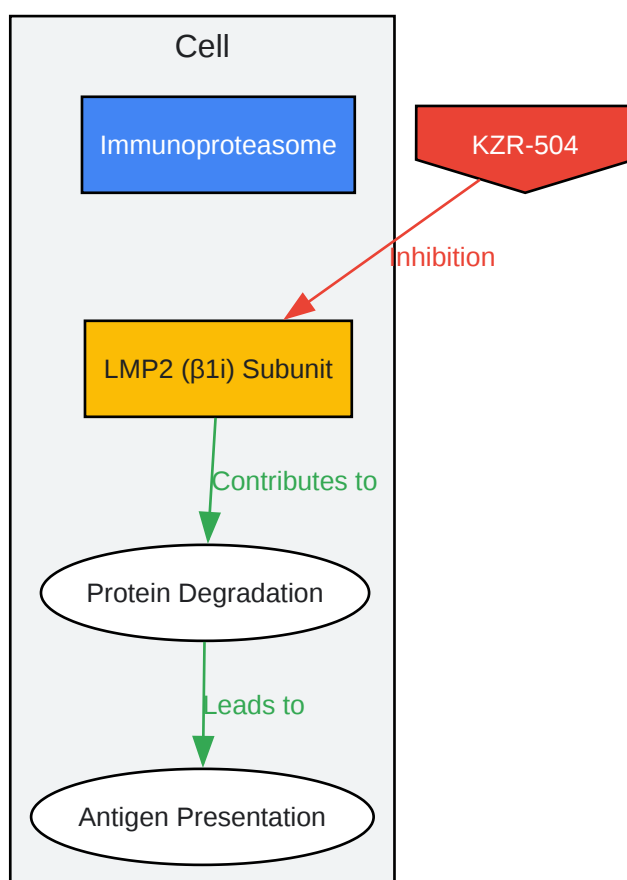 Cell
Immunoproteasome
KZR-504
Inhibition
LMP2 (β1i) Subunit
Contributes to
Protein Degradation
Leads to
Antigen Presentation